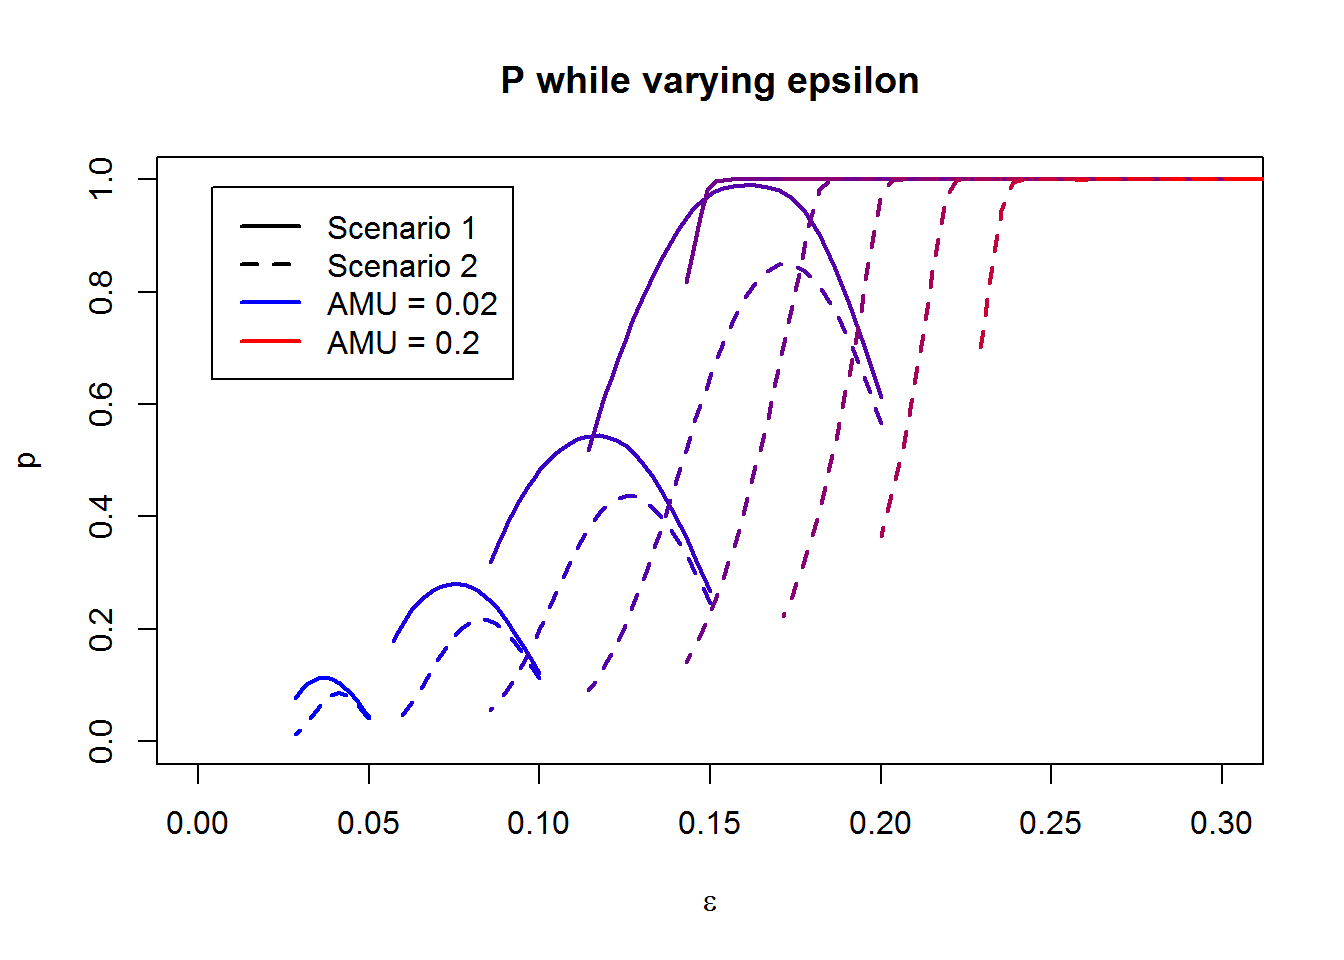 P while varying epsilon
1.0
0.8
0.6
0.4
0.2
0.0
p
Scenario 1
Scenario 2
AMU = 0.02
AMU = 0.2
0.00 0.05 0.10 0.15 0.20 0.25 0.30
ε